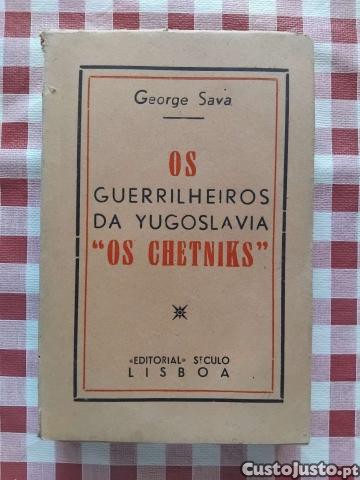 George Sava
OS
GUERRILHEIROS
DA YUGOSLAVIA
"OS CHETNIKS"
«EDITORIAL» SÉCULO
LISBOA
CustoJusto.pt